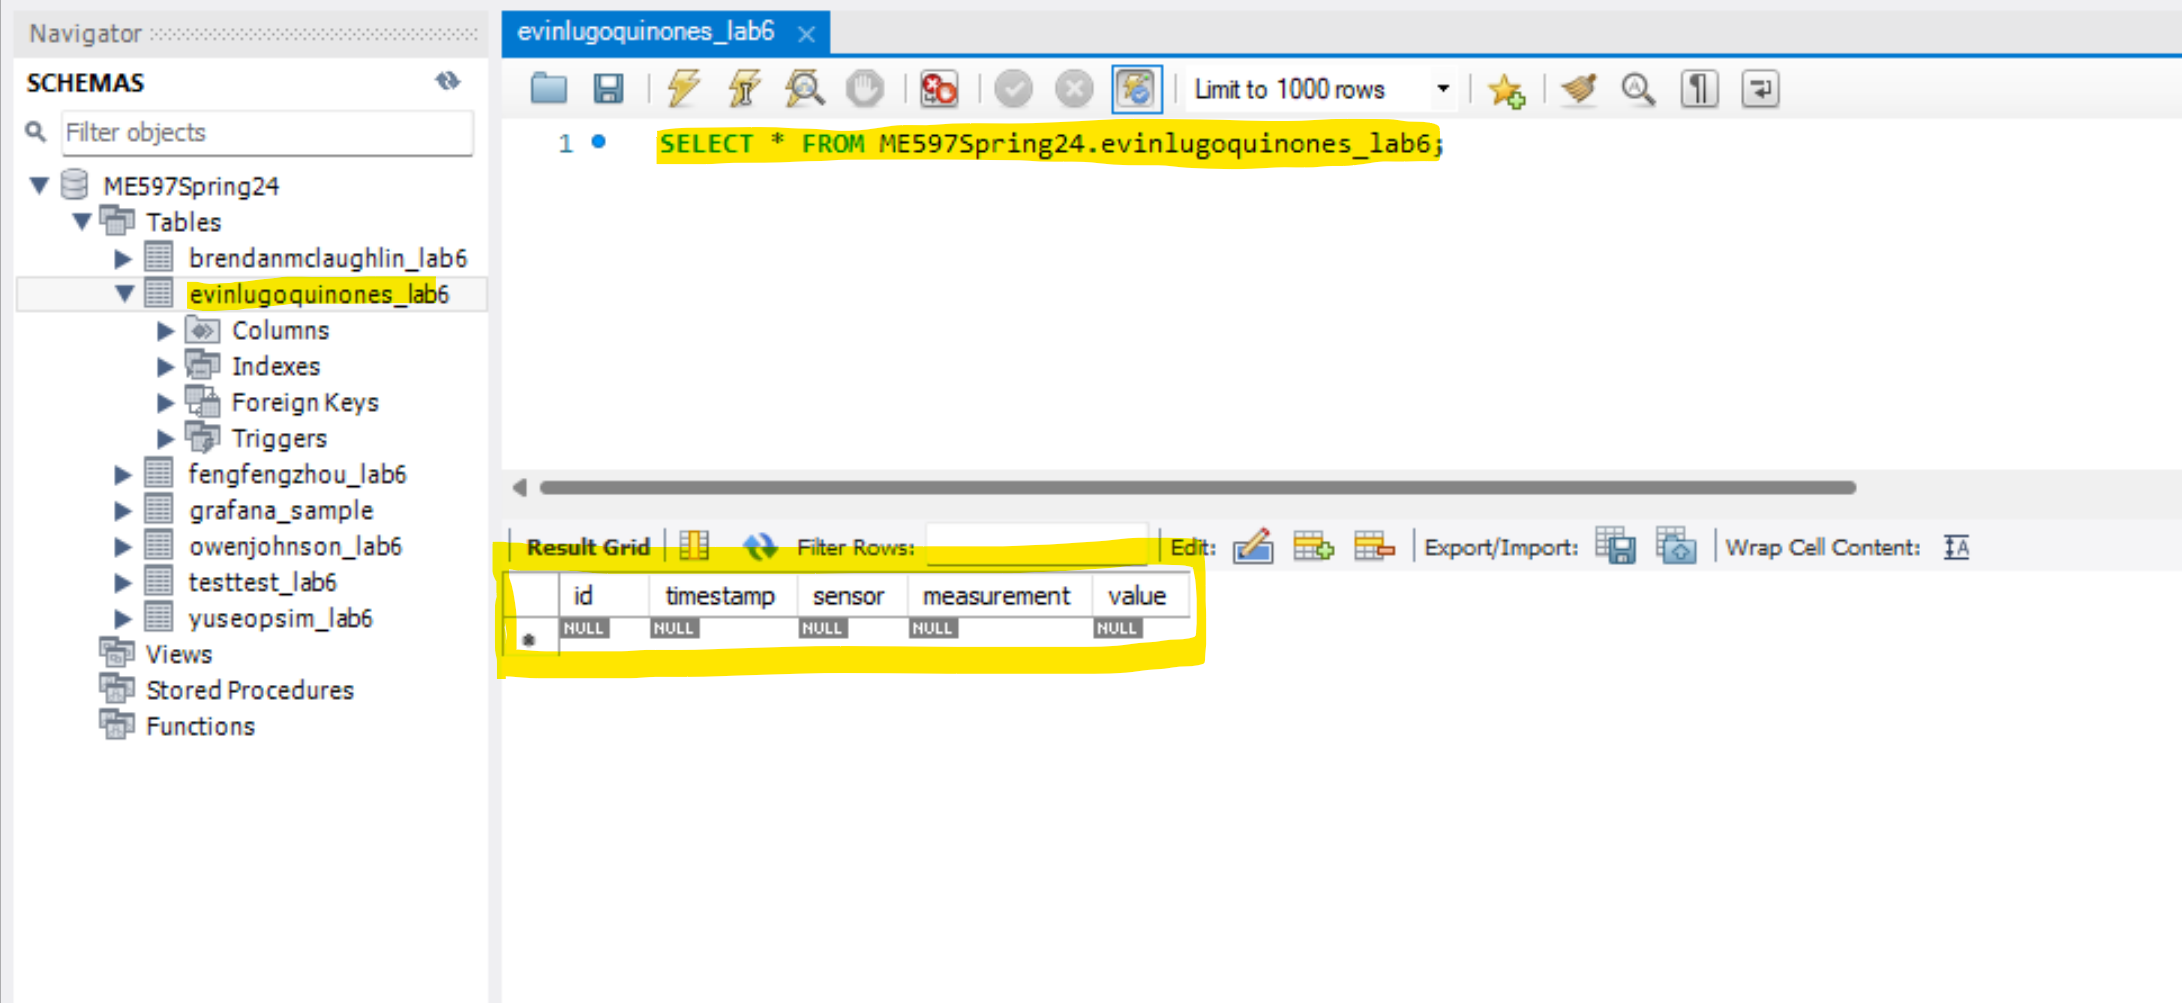 Navigator
SCHEMAS
Filter objects
ME597Spring24
Tables
brendanmclaughlin_lab6
evinlugoquinones_lab6
Columns
Indexes
Foreign Keys
Triggers
fengfengzhou_lab6
grafana_sample
owenjohnson_lab6
testtest_lab6
yuseopsim_lab6
Views
Stored Procedures
Functions
evinlugoquinones_lab6
Limit to 1000 rows
1 SELECT * FROM ME597Spring24.evinlugoquinones_lab6;
Result Grid Filter Rows: Edit: Export/Import: Wrap Cell Content:
id timestamp sensor measurement value
NULL NULL NULL NULL NULL